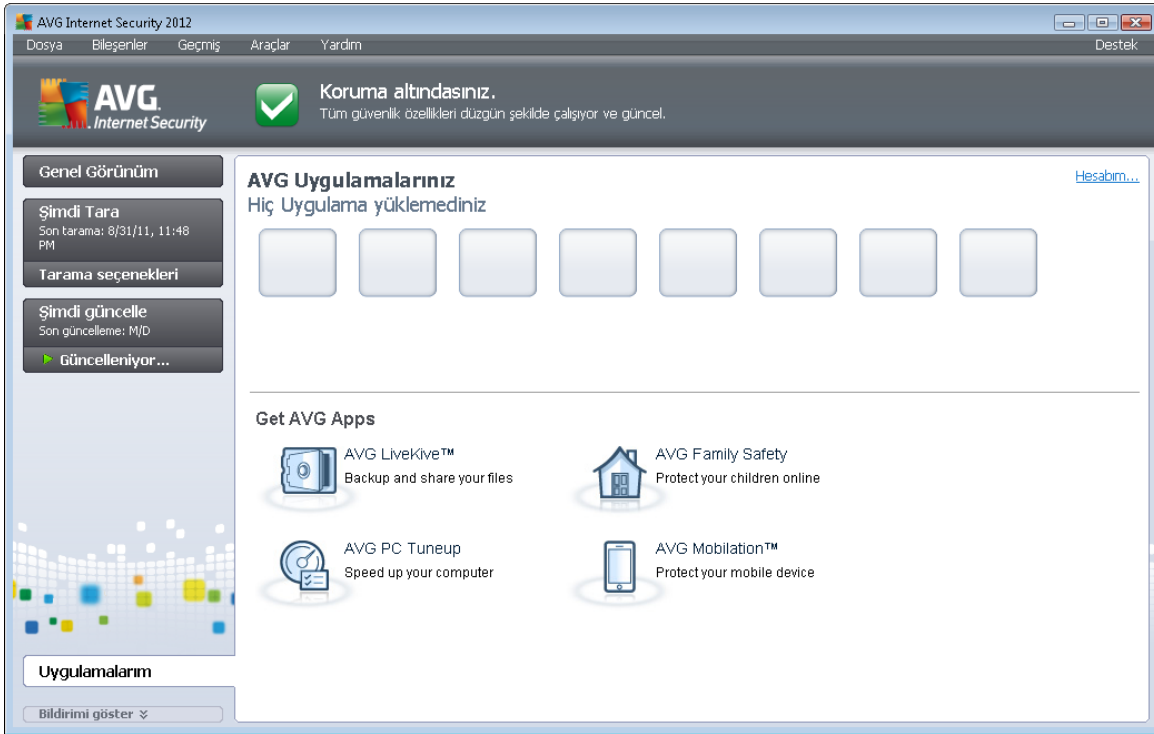 AVG Internet Security 2012
Dosya Bileşenler Geçmiş Araçlar Yardım Destek
AVG.
Internet Security
Koruma altındasınız.
Tüm güvenlik özellikleri düzgün şekilde çalışıyor ve güncel.
Genel Görünüm
Şimdi Tara
Son tarama: 8/31/11, 11:48
PM
Tarama seçenekleri
Şimdi güncelle
Son güncelleme: M/D
Güncelleniyor...
Uygulamalarım
Bildirimi göster
AVG Uygulamalarınız
Hesabım...
Hiç Uygulama yüklemediniz
Get AVG Apps
AVG LiveKive™
Backup and share your files
AVG Family Safety
Protect your children online
AVG PC Tuneup
Speed up your computer
AVG Mobilation™
Protect your mobile device